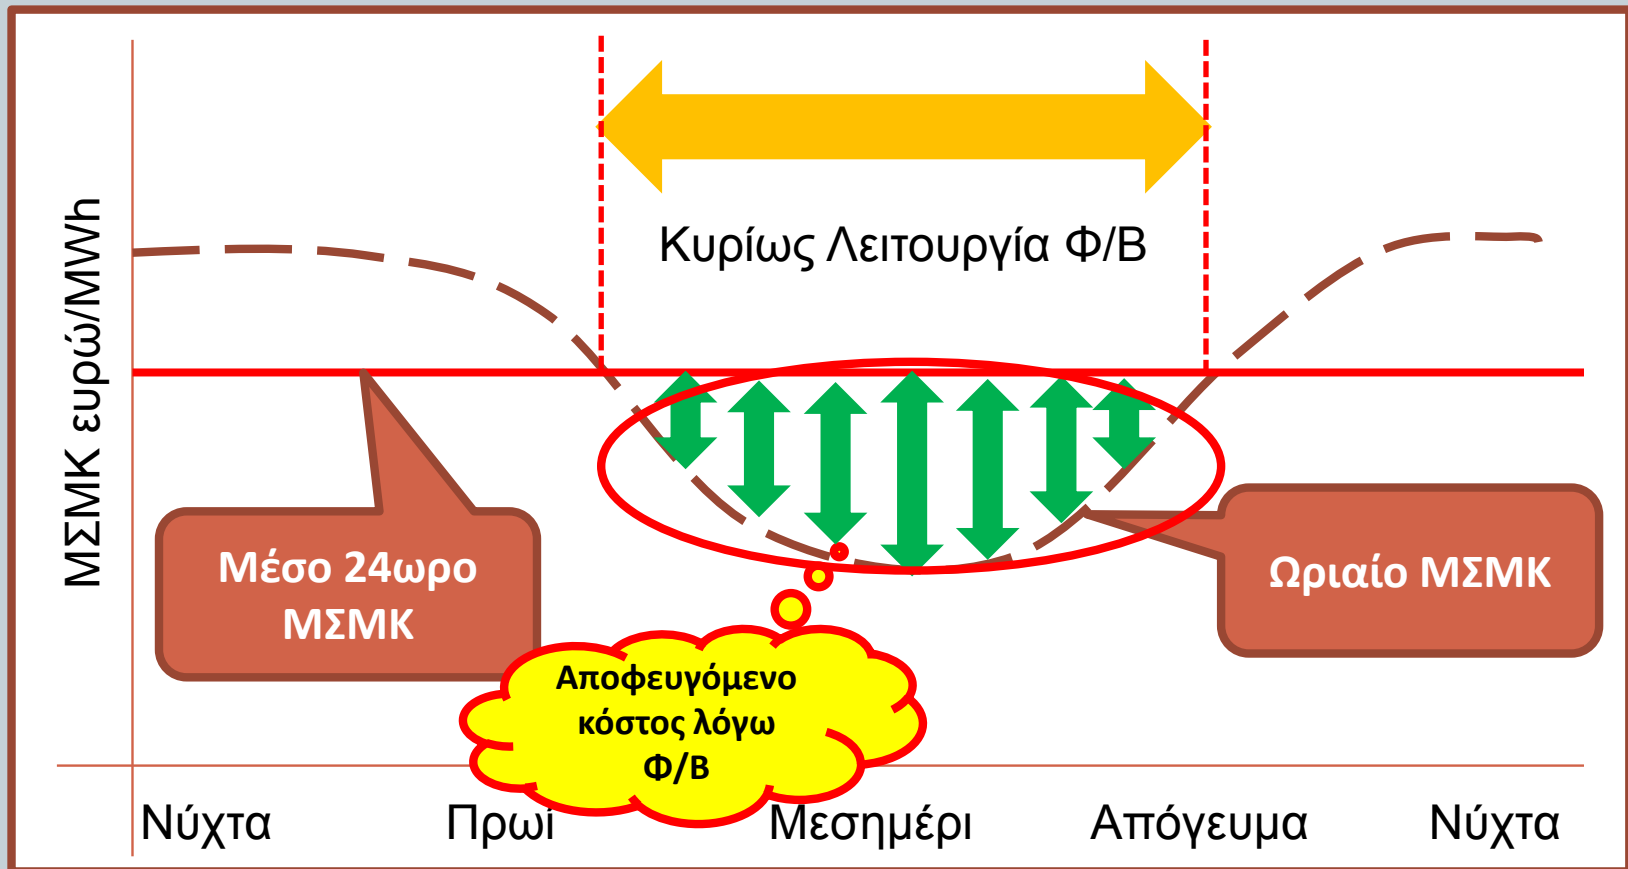 ΜΣΜΚ ευρώ/MWh
Κυρίως Λειτουργία Φ/Β
Μέσο 24ωρο
ΜΣΜΚ
Ωριαίο ΜΣΜΚ
Αποφευγόμενο
κόστος λόγω
Φ/Β
Νύχτα
Πρωί
Μεσημέρι
Απόγευμα
Νύχτα